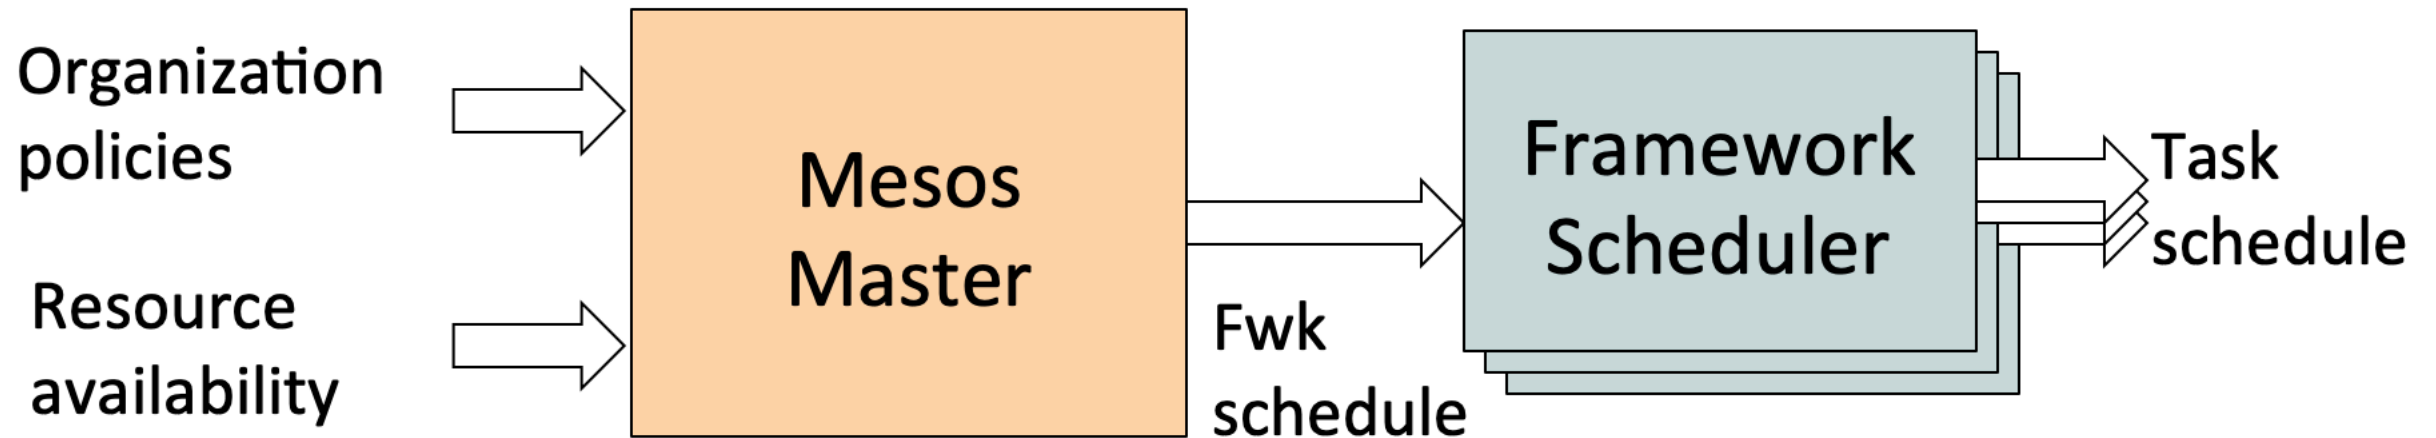 Organization
policies
Resource
availability
Mesos
Master
Fwk
schedule
Framework
Scheduler
Task
schedule